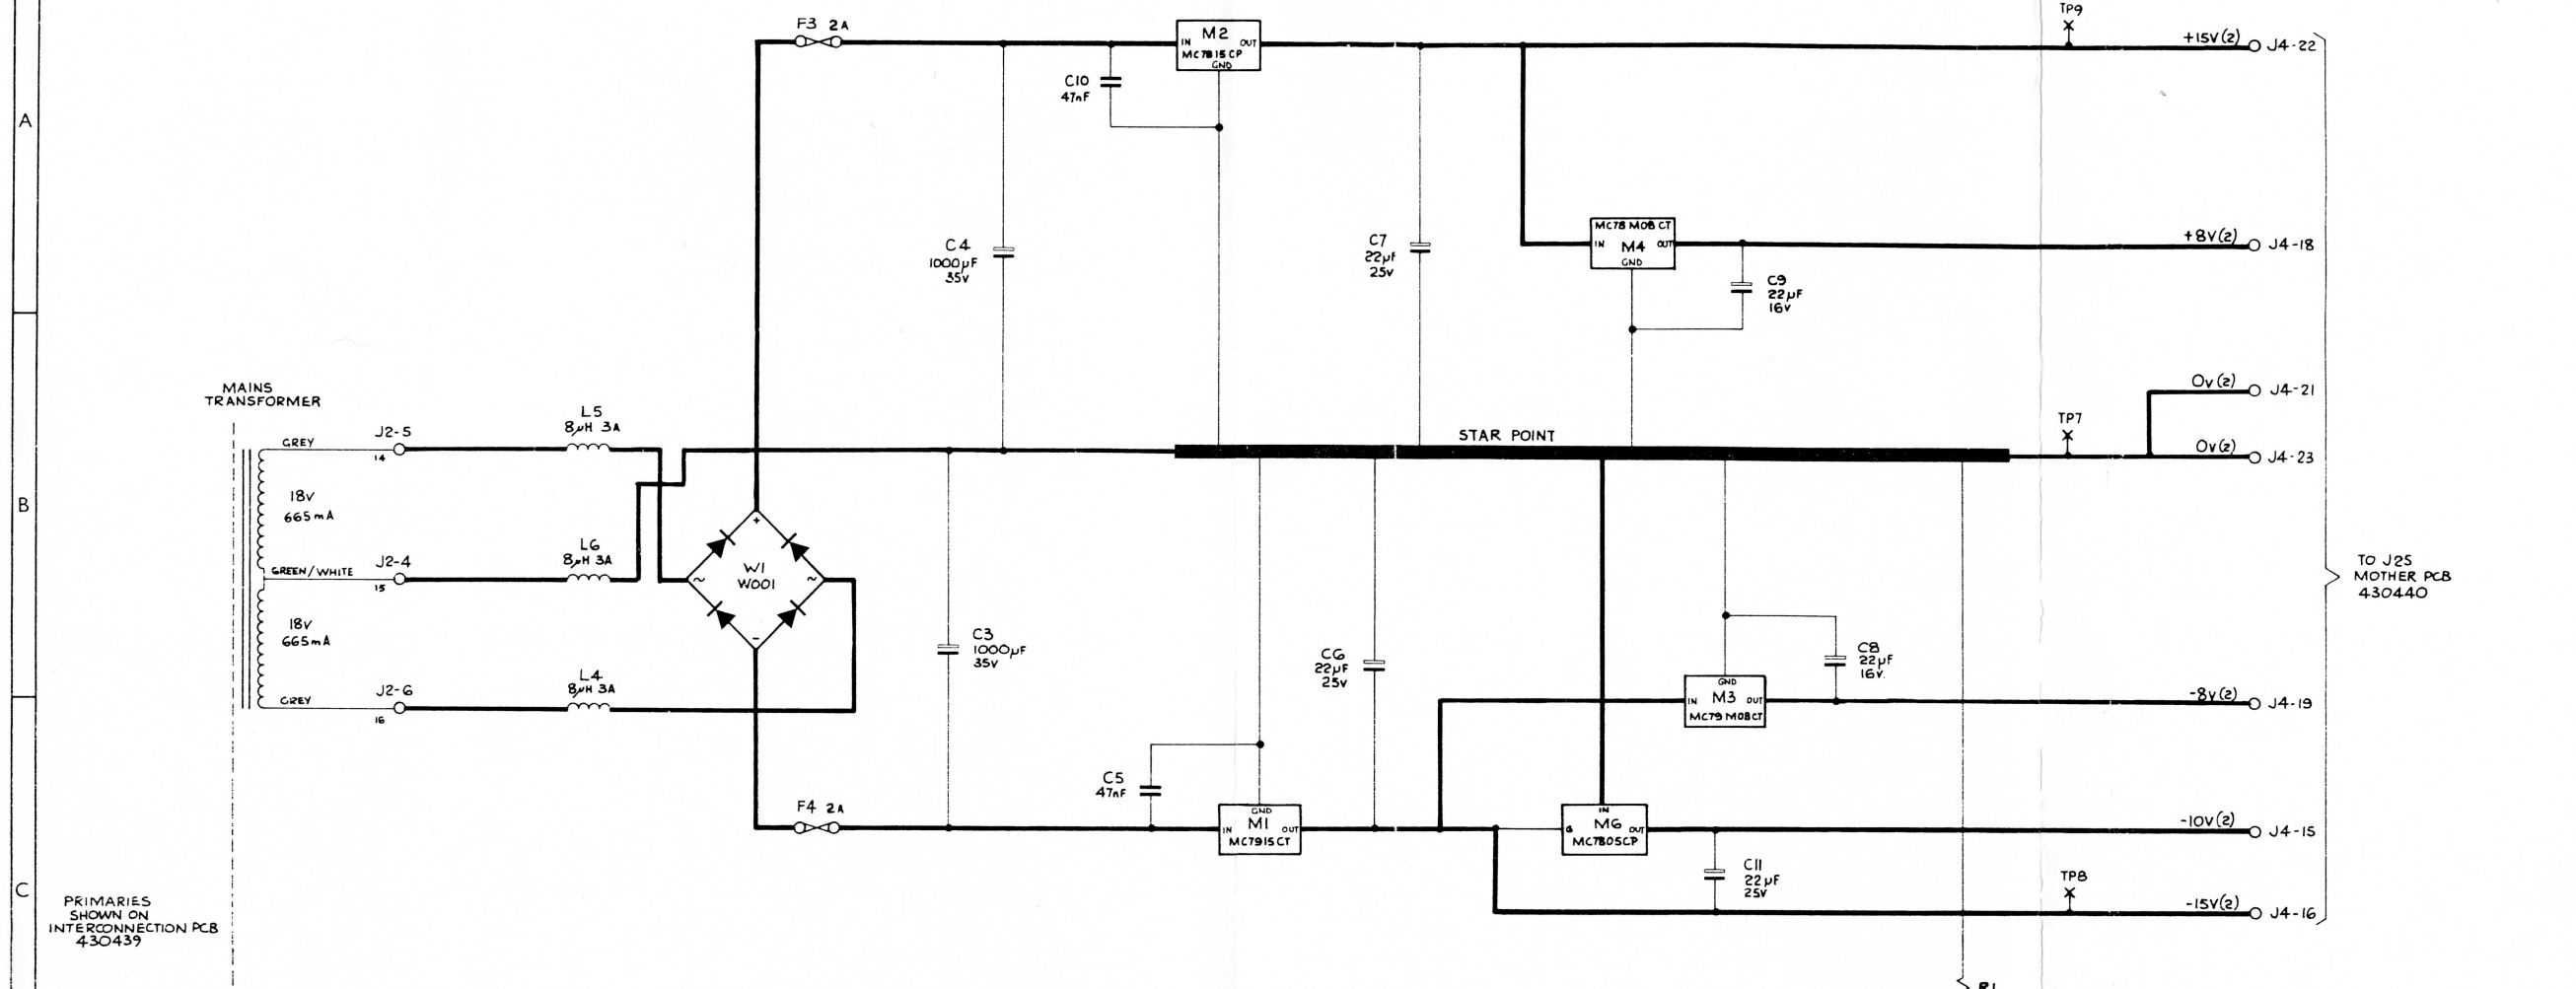 F3 2A
M2
IN
OUT
MC7815CP
GND
TP9
+15V(2)
J4-22
C10
47nF
A
C4
1000µF
35V
C7
22µf
25V
MC78 M08 CT
IN M4 OUT
GND
+8V(2)
J4-18
C9
22µF
16V
MAINS
TRANSFORMER
0V(2)
J4-21
L5
8µH 3A
GREY
J2-5
14
STAR POINT
TP7
0V(2)
J4-23
B
18V
665mA
L6
8µH 3A
GREEN/WHITE
J2-4
15
+
~
W1
W001
~
-
TO J25
MOTHER PCB
430440
18V
665mA
C3
1000µF
35V
C6
22µF
25V
C8
22µF
16V.
L4
8µH 3A
GREY
J2-6
16
GND
IN M3 OUT
MC79 M08CT
-8V(2)
J4-19
C5
47nF
F4 2A
GND
M1
IN
OUT
MC7915CT
IN
M6
G
OUT
MC7805CP
-10V(2)
J4-15
C11
22µF
25V
TP8
-15V(2)
J4-16
C
PRIMARIES
SHOWN ON
INTERCONNECTION PCB
430439
R1